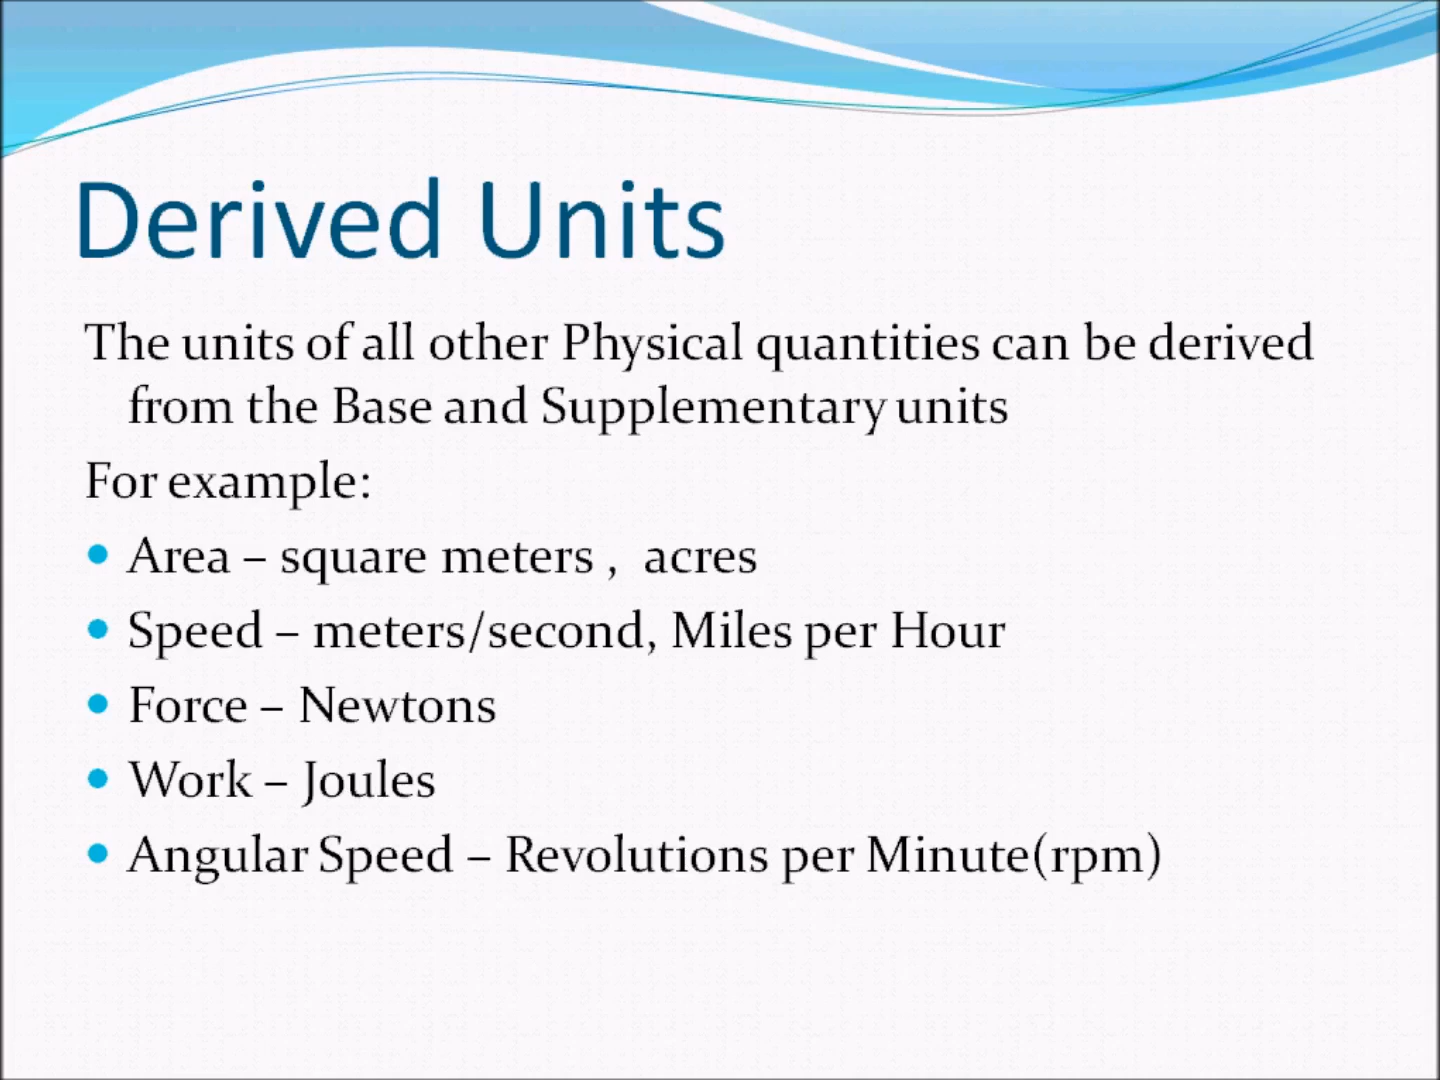 Derived Units
The units of all other Physical quantities can be derived
from the Base and Supplementary units
For example:
• Area – square meters , acres
• Speed – meters/second, Miles per Hour
• Force – Newtons
• Work – Joules
• Angular Speed – Revolutions per Minute(rpm)